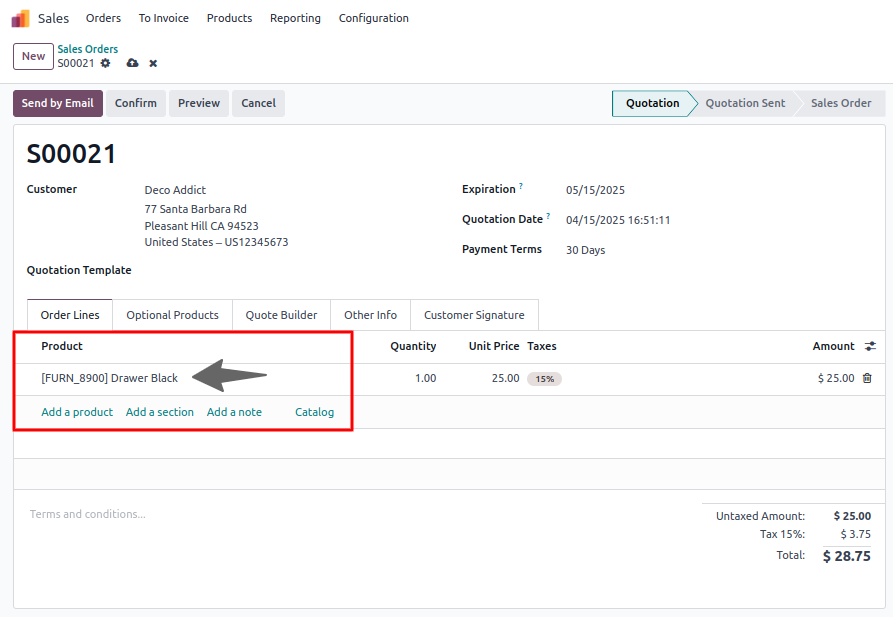 Sales Orders To Invoice Products Reporting Configuration
New
Sales Orders
S00021
Send by Email Confirm Preview Cancel Quotation Quotation Sent Sales Order
S00021
Customer Deco Addict
77 Santa Barbara Rd
Pleasant Hill CA 94523
United States – US12345673
Expiration ? 05/15/2025
Quotation Date ? 04/15/2025 16:51:11
Payment Terms 30 Days
Quotation Template
Order Lines Optional Products Quote Builder Other Info Customer Signature
Product Quantity Unit Price Taxes Amount
[FURN_8900] Drawer Black 1.00 25.00 15% $ 25.00
Add a product Add a section Add a note Catalog
Terms and conditions...
Untaxed Amount: $ 25.00
Tax 15%: $ 3.75
Total: $ 28.75